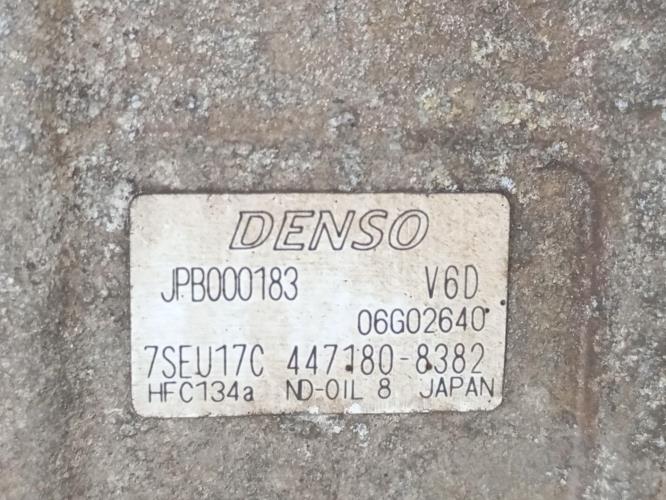 DENSO
JPB000183 V6D
06G02640
7SEU17C 447180-8382
HFC134a ND-OIL 8 JAPAN